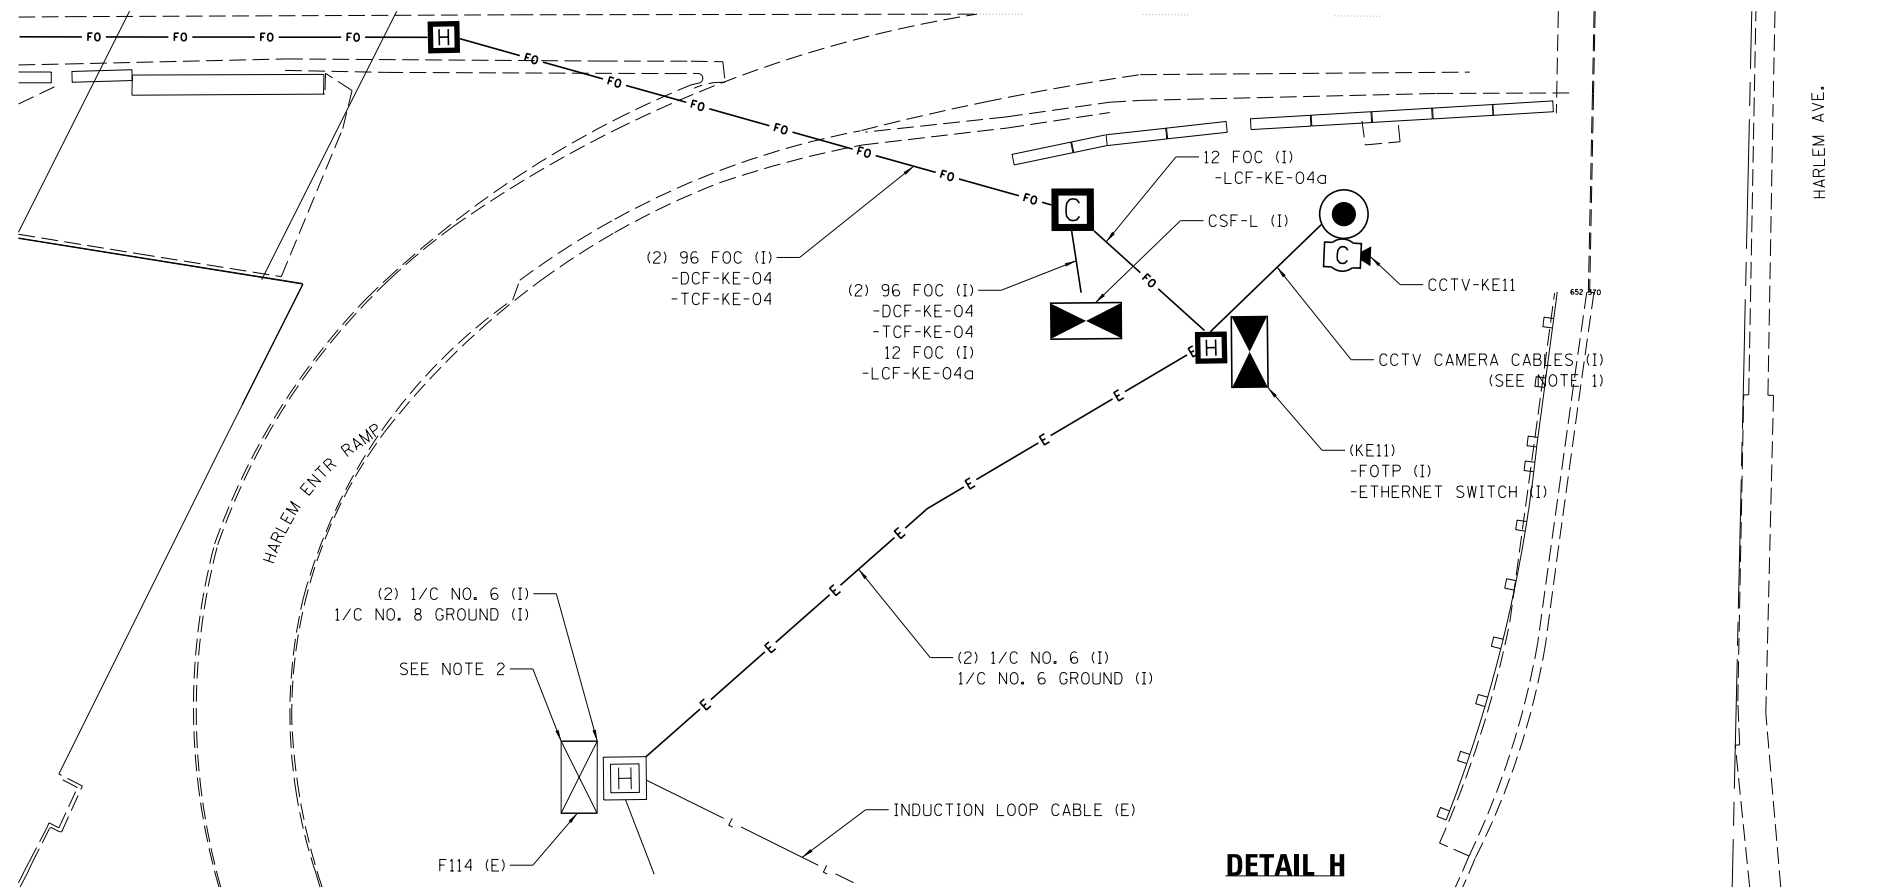 FO FO FO FO H FO FO FO FO FO FO FO
HARLEM AVE.
12 FOC (I)
-LCF-KE-04a
C
CSF-L (I)
(2) 96 FOC (I)
-DCF-KE-04
-TCF-KE-04
FO
C
CCTV-KE11
(2) 96 FOC (I)
-DCF-KE-04
-TCF-KE-04
12 FOC (I)
-LCF-KE-04a
652 570
E H
CCTV CAMERA CABLES (I)
(SEE NOTE 1)
E
E
E
E
E
E
E
(KE11)
-FOTP (I)
-ETHERNET SWITCH (I)
HARLEM ENTR RAMP
(2) 1/C NO. 6 (I)
1/C NO. 8 GROUND (I)
SEE NOTE 2
(2) 1/C NO. 6 (I)
1/C NO. 6 GROUND (I)
H
L
L
INDUCTION LOOP CABLE (E)
F114 (E)
DETAIL H